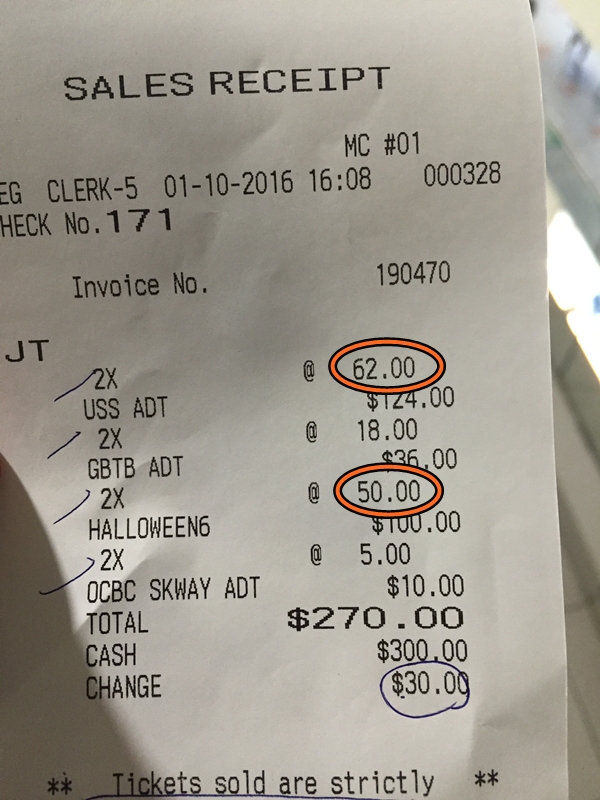 SALES RECEIPT
MC #01
EG CLERK-5 01-10-2016 16:08 000328
HECK No.171
Invoice No. 190470
JT
2X @ 62.00
USS ADT $124.00
2X @ 18.00
GBTB ADT $36.00
2X @ 50.00
HALLOWEEN6 $100.00
2X @ 5.00
OCBC SKWAY ADT $10.00
TOTAL $270.00
CASH $300.00
CHANGE $30.00
** Tickets sold are strictly **